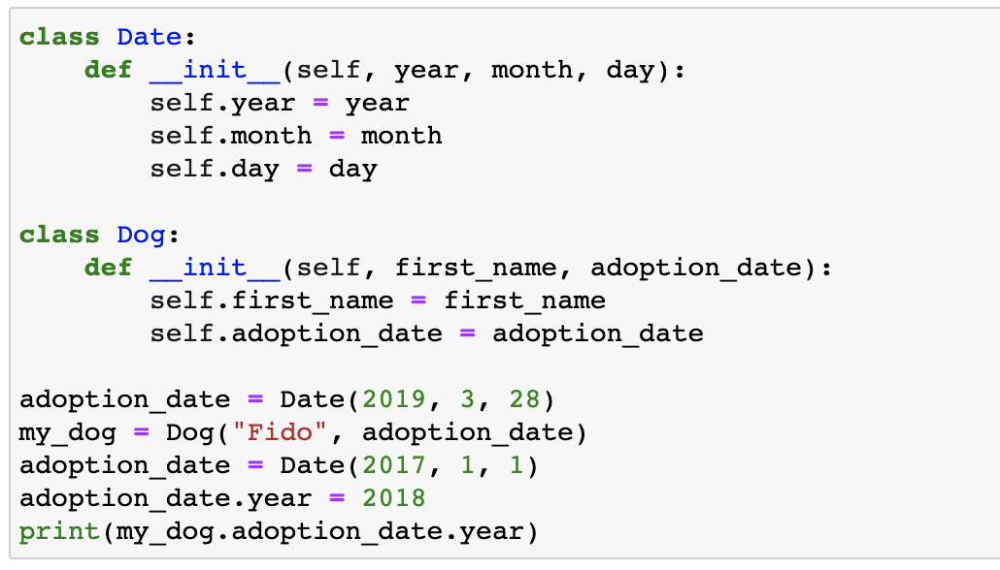 class Date:
    def __init__(self, year, month, day):
        self.year = year
        self.month = month
        self.day = day

class Dog:
    def __init__(self, first_name, adoption_date):
        self.first_name = first_name
        self.adoption_date = adoption_date

adoption_date = Date(2019, 3, 28)
my_dog = Dog("Fido", adoption_date)
adoption_date = Date(2017, 1, 1)
adoption_date.year = 2018
print(my_dog.adoption_date.year)